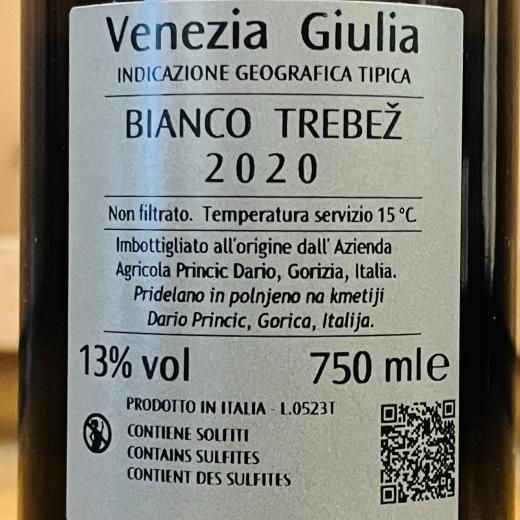 Venezia Giulia
INDICAZIONE GEOGRAFICA TIPICA
BIANCO TREBEŽ
2020
Non filtrato. Temperatura servizio 15 °C.
Imbottigliato all'origine dall' Azienda
Agricola Princic Dario, Gorizia, Italia.
Pridelano in polnjeno na kmetiji
Dario Princic, Gorica, Italija.
13% vol 750 ml e
PRODOTTO IN ITALIA - L.0523T
CONTIENE SOLFITI
CONTAINS SULFITES
CONTIENT DES SULFITES